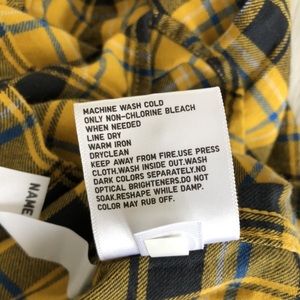 MACHINE WASH COLD
ONLY NON-CHLORINE BLEACH
WHEN NEEDED
LINE DRY
WARM IRON
DRYCLEAN
KEEP AWAY FROM FIRE.USE PRESS
CLOTH.WASH INSIDE OUT.WASH
DARK COLORS SEPARATELY.NO
OPTICAL BRIGHTENERS.DO NOT
SOAK.RESHAPE WHILE DAMP.
COLOR MAY RUB OFF.
NAME